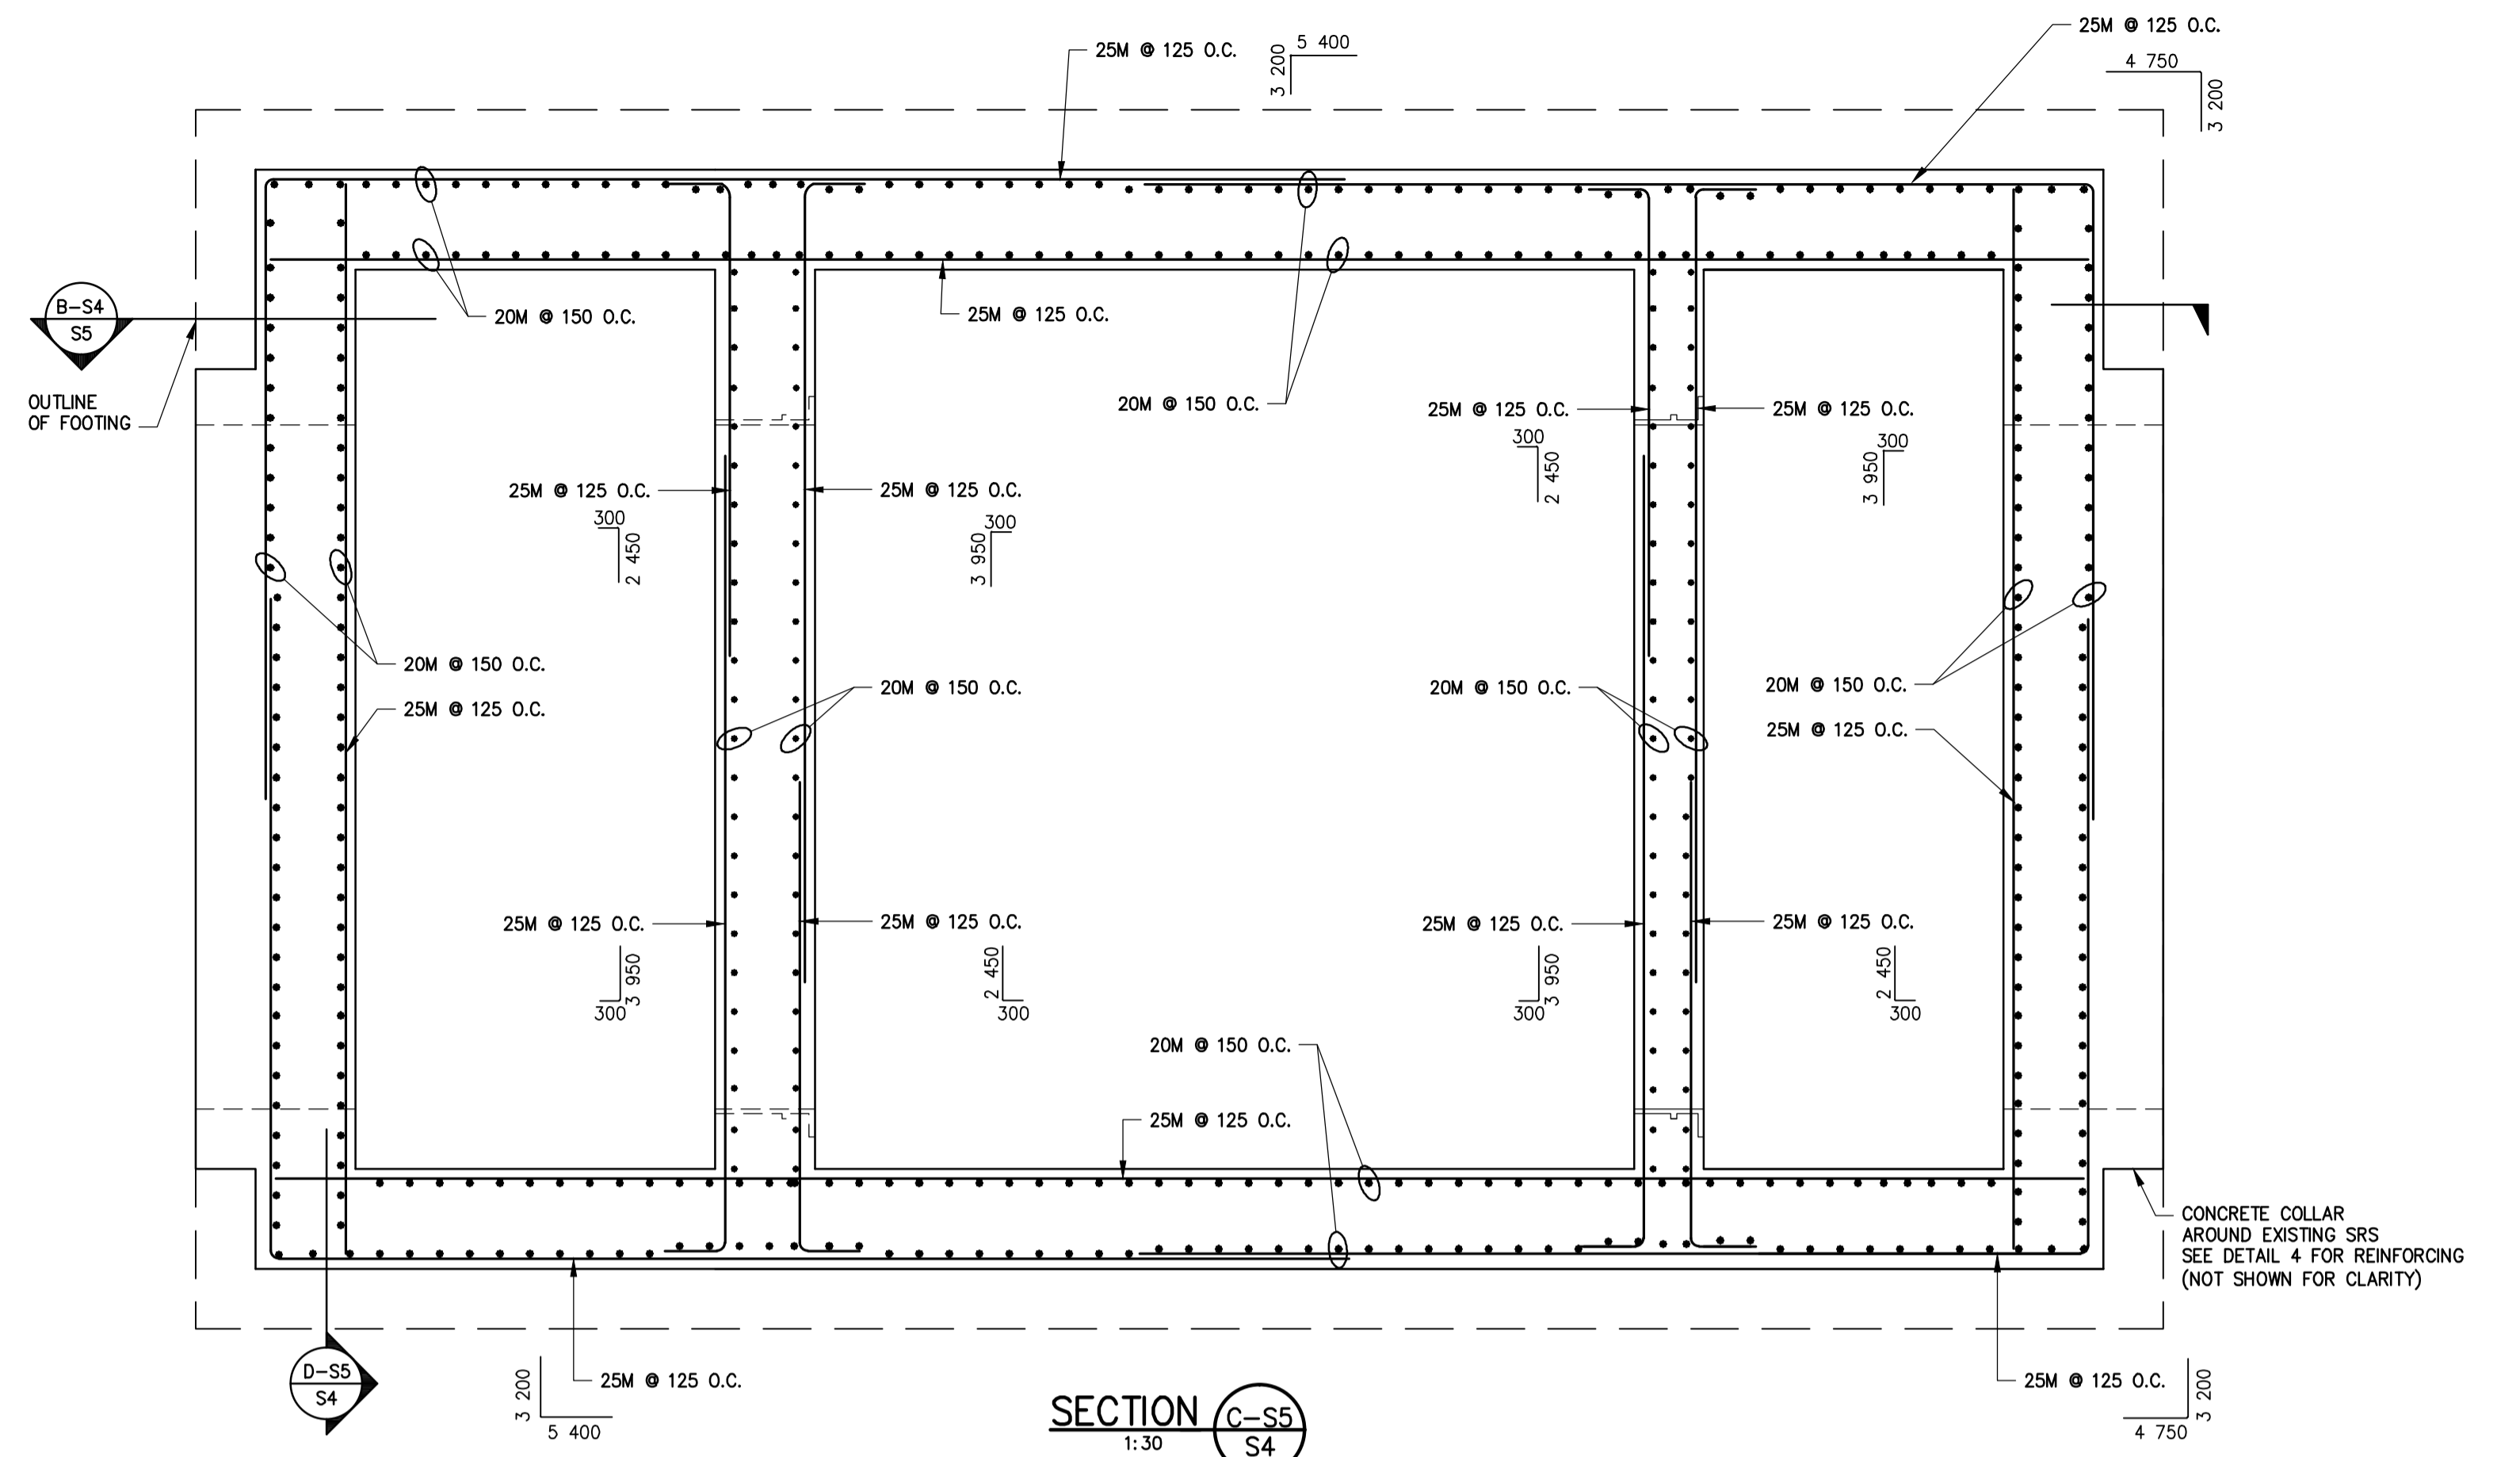 25M @ 125 O.C.
4 750
3 200
5 400
3 200
25M @ 125 O.C.
B-S4
S5
20M @ 150 O.C.
25M @ 125 O.C.
OUTLINE
OF FOOTING
20M @ 150 O.C.
25M @ 125 O.C.
25M @ 125 O.C.
300
2 450
300
3 950
25M @ 125 O.C.
25M @ 125 O.C.
300
2 450
300
3 950
20M @ 150 O.C.
25M @ 125 O.C.
20M @ 150 O.C.
20M @ 150 O.C.
20M @ 150 O.C.
25M @ 125 O.C.
25M @ 125 O.C.
25M @ 125 O.C.
25M @ 125 O.C.
25M @ 125 O.C.
3 950
300
2 450
300
3 950
300
2 450
300
20M @ 150 O.C.
25M @ 125 O.C.
CONCRETE COLLAR
AROUND EXISTING SRS
SEE DETAIL 4 FOR REINFORCING
(NOT SHOWN FOR CLARITY)
D-S5
S4
3 200
5 400
25M @ 125 O.C.
25M @ 125 O.C.
3 200
4 750
SECTION
1:30
C-S5
S4